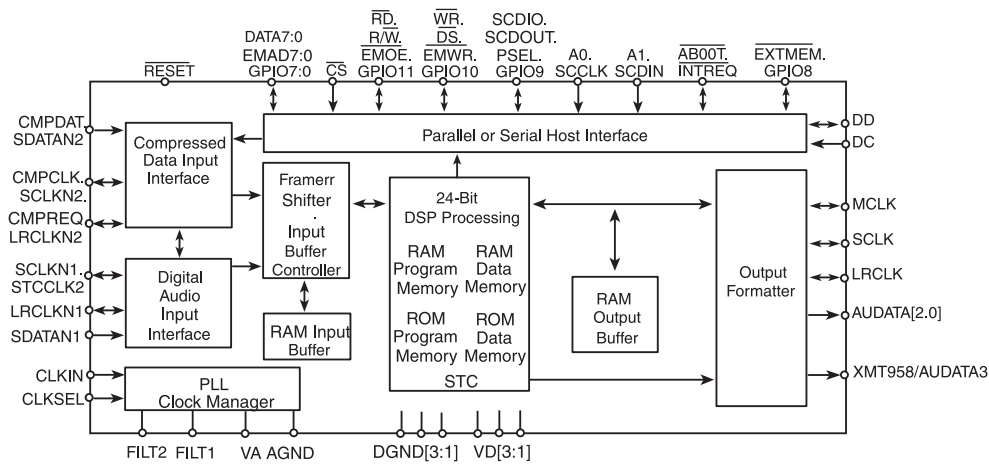 RD. WR. SCDIO.
DATA7:0 R/W. DS. SCDOUT.
EMAD7:0 EMOE. EMWR. PSEL. A0. A1. AB00T. EXTMEM.
RESET GPIO7:0 CS GPIO11 GPIO10 GPIO9 SCCLK SCDIN INTREQ GPIO8
CMPDAT.
SDATAN2
CMPCLK.
SCLKN2.
CMPREQ
LRCLKN2
SCLKN1.
STCCLK2
LRCLKN1
SDATAN1
CLKIN
CLKSEL
Compressed
Data Input
Interface
Digital
Audio
Input
Interface
PLL
Clock Manager
Parallel or Serial Host Interface
Framerr
Shifter
.
Input
Buffer
Controller
RAM Input
Buffer
24-Bit
DSP Processing
RAM RAM
Program Data
Memory Memory
ROM ROM
Program Data
Memory Memory
STC
RAM
Output
Buffer
Output
Formatter
DD
DC
MCLK
SCLK
LRCLK
AUDATA[2.0]
XMT958/AUDATA3
FILT2 FILT1 VA AGND DGND[3:1] VD[3:1]